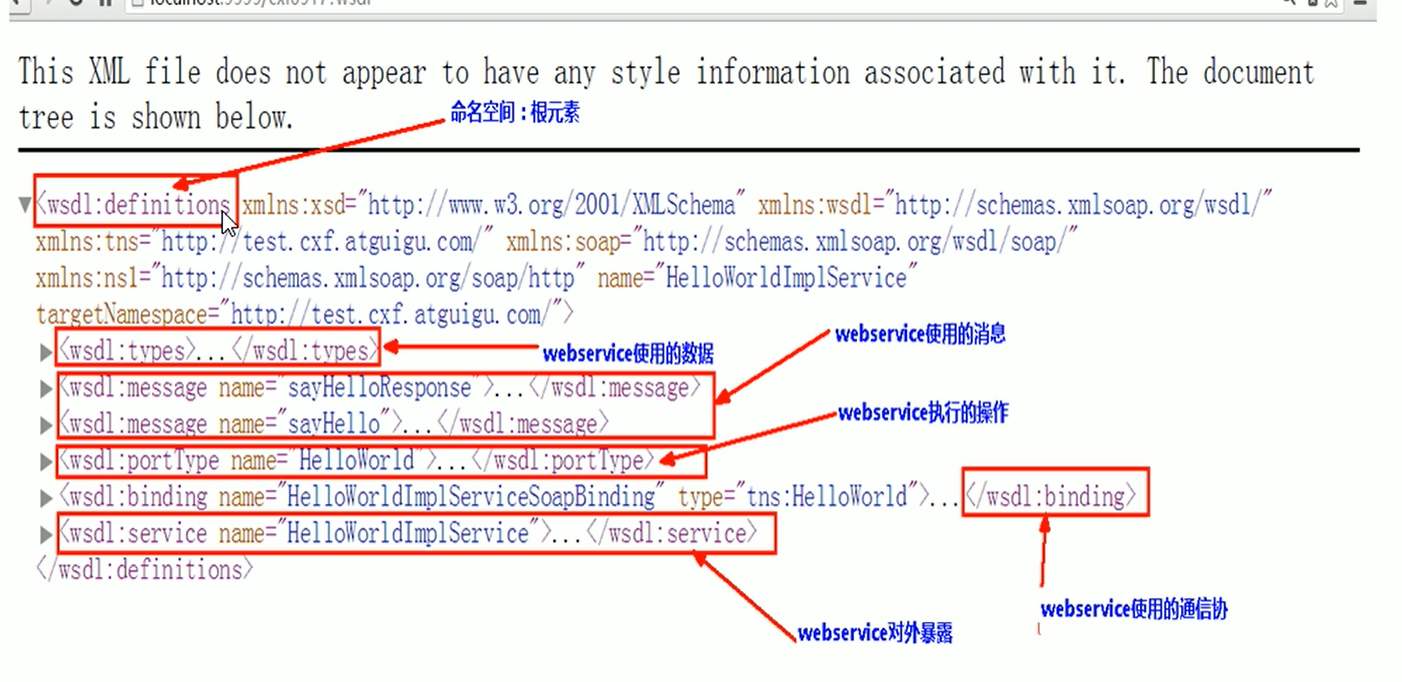 This XML file does not appear to have any style information associated with it. The document
tree is shown below.
命名空间：根元素
<wsdl:definitions xmlns:xsd="http://www.w3.org/2001/XMLSchema" xmlns:wsdl="http://schemas.xmlsoap.org/wsdl/"
xmlns:tns="http://test.cxf.atguigu.com/" xmlns:soap="http://schemas.xmlsoap.org/wsdl/soap/"
xmlns:ns1="http://schemas.xmlsoap.org/soap/http" name="HelloWorldImplService"
targetNamespace="http://test.cxf.atguigu.com/">
webservice使用的消息
<wsdl:types>...</wsdl:types>
webservice使用的数据
<wsdl:message name="sayHelloResponse">...</wsdl:message>
webservice执行的操作
<wsdl:message name="sayHello">...</wsdl:message>
<wsdl:portType name="HelloWorld">...</wsdl:portType>
<wsdl:binding name="HelloWorldImplServiceSoapBinding" type="tns:HelloWorld">...</wsdl:binding>
<wsdl:service name="HelloWorldImplService">...</wsdl:service>
</wsdl:definitions>
webservice使用的通信协
webservice对外暴露